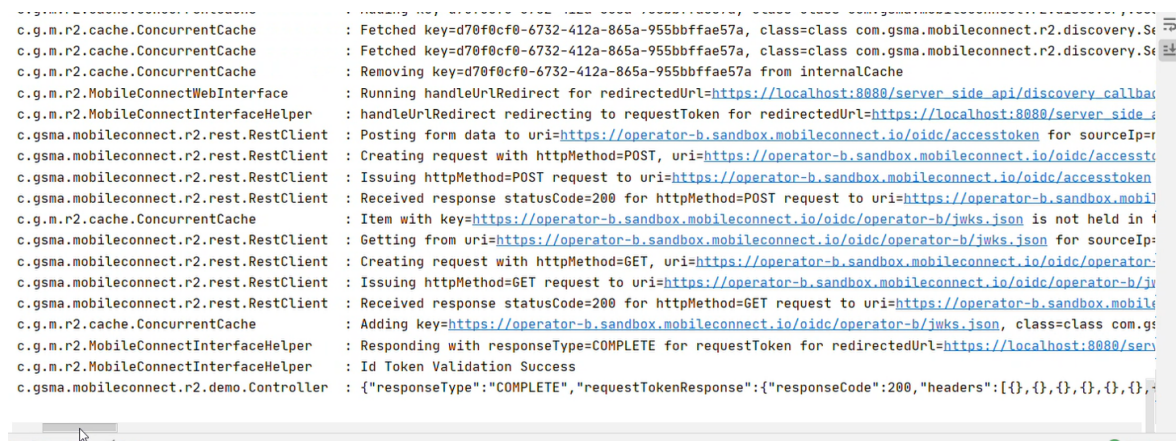 c.g.m.r2.cache.ConcurrentCache : Fetched key=d70f0cf0-6732-412a-865a-955bbffae57a, class=class com.gsma.mobileconnect.r2.discovery.Se
c.g.m.r2.cache.ConcurrentCache : Fetched key=d70f0cf0-6732-412a-865a-955bbffae57a, class=class com.gsma.mobileconnect.r2.discovery.Se
c.g.m.r2.cache.ConcurrentCache : Removing key=d70f0cf0-6732-412a-865a-955bbffae57a from internalCache
c.g.m.r2.MobileConnectWebInterface : Running handleUrlRedirect for redirectedUrl=https://localhost:8080/server_side_api/discovery_callbac
c.g.m.r2.MobileConnectInterfaceHelper : handleUrlRedirect redirecting to requestToken for redirectedUrl=https://localhost:8080/server_side_a
c.gsma.mobileconnect.r2.rest.RestClient : Posting form data to uri=https://operator-b.sandbox.mobileconnect.io/oidc/accesstoken for sourceIp=n
c.gsma.mobileconnect.r2.rest.RestClient : Creating request with httpMethod=POST, uri=https://operator-b.sandbox.mobileconnect.io/oidc/accessto
c.gsma.mobileconnect.r2.rest.RestClient : Issuing httpMethod=POST request to uri=https://operator-b.sandbox.mobileconnect.io/oidc/accesstoken
c.gsma.mobileconnect.r2.rest.RestClient : Received response statusCode=200 for httpMethod=POST request to uri=https://operator-b.sandbox.mobil
c.g.m.r2.cache.ConcurrentCache : Item with key=https://operator-b.sandbox.mobileconnect.io/oidc/operator-b/jwks.json is not held in
c.gsma.mobileconnect.r2.rest.RestClient : Getting from uri=https://operator-b.sandbox.mobileconnect.io/oidc/operator-b/jwks.json for sourceIp=
c.gsma.mobileconnect.r2.rest.RestClient : Creating request with httpMethod=GET, uri=https://operator-b.sandbox.mobileconnect.io/oidc/operator-
c.gsma.mobileconnect.r2.rest.RestClient : Issuing httpMethod=GET request to uri=https://operator-b.sandbox.mobileconnect.io/oidc/operator-b/jw
c.gsma.mobileconnect.r2.rest.RestClient : Received response statusCode=200 for httpMethod=GET request to uri=https://operator-b.sandbox.mobile
c.g.m.r2.cache.ConcurrentCache : Adding key=https://operator-b.sandbox.mobileconnect.io/oidc/operator-b/jwks.json, class=class com.gs
c.g.m.r2.MobileConnectInterfaceHelper : Responding with responseType=COMPLETE for requestToken for redirectedUrl=https://localhost:8080/serv
c.g.m.r2.MobileConnectInterfaceHelper : Id Token Validation Success
c.gsma.mobileconnect.r2.demo.Controller : {"responseType":"COMPLETE","requestTokenResponse":{"responseCode":200,"headers":[{},{},{},{},{},{},